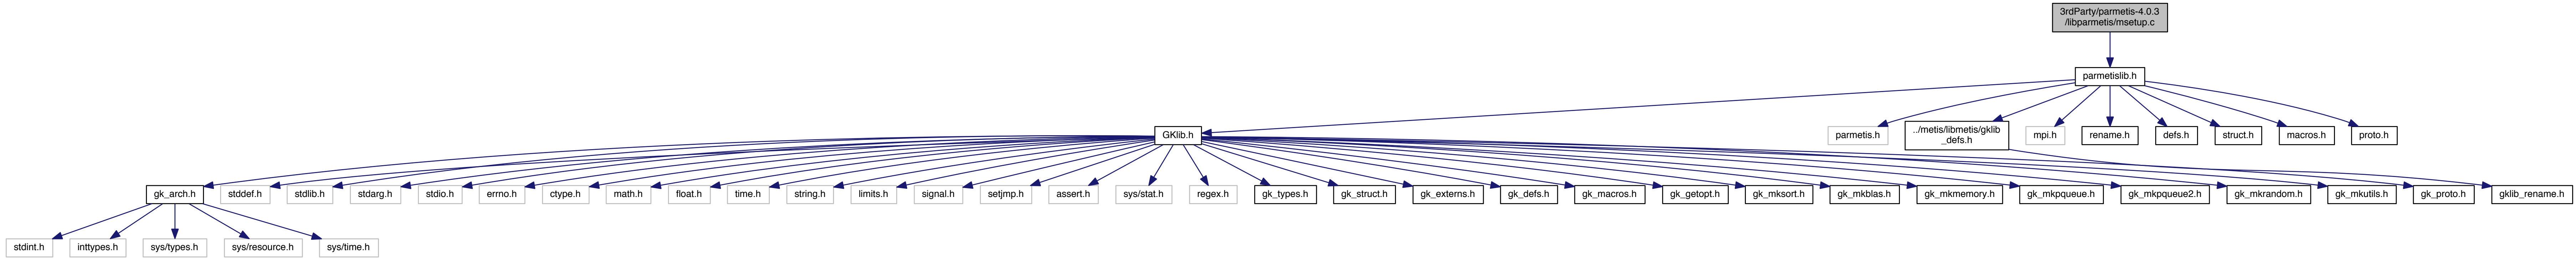 3rdParty/parmetis-4.0.3
/libparmetis/msetup.c
parmetislib.h
GKlib.h
parmetis.h
../metis/libmetis/gklib
_defs.h
mpi.h
rename.h
defs.h
struct.h
macros.h
proto.h
gk_arch.h
stddef.h
stdlib.h
stdarg.h
stdio.h
errno.h
ctype.h
math.h
float.h
time.h
string.h
limits.h
signal.h
setjmp.h
assert.h
sys/stat.h
regex.h
gk_types.h
gk_struct.h
gk_externs.h
gk_defs.h
gk_macros.h
gk_getopt.h
gk_mksort.h
gk_mkblas.h
gk_mkmemory.h
gk_mkpqueue.h
gk_mkpqueue2.h
gk_mkrandom.h
gk_mkutils.h
gk_proto.h
gklib_rename.h
stdint.h
inttypes.h
sys/types.h
sys/resource.h
sys/time.h